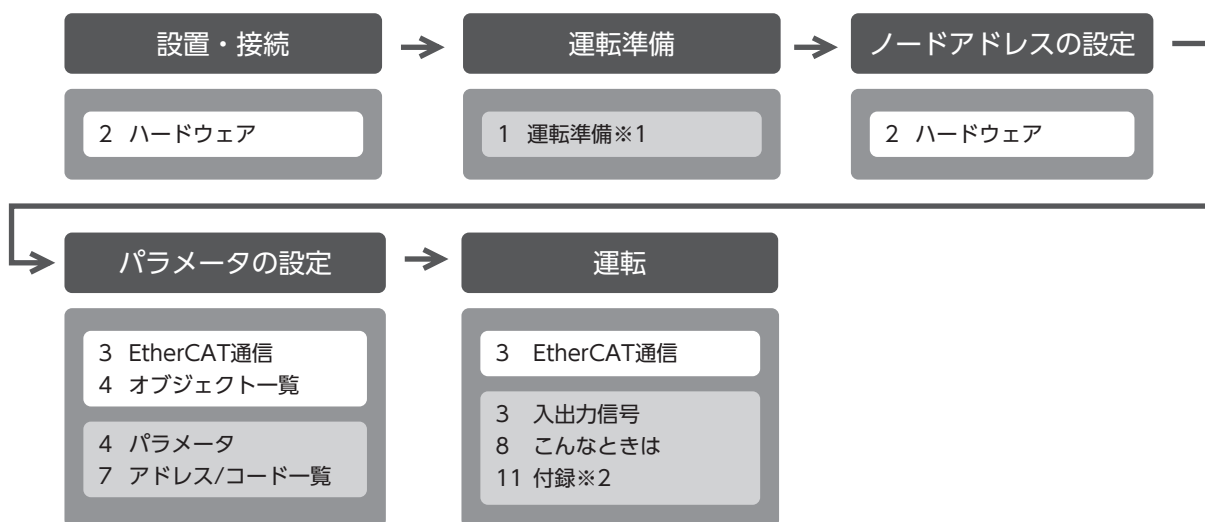 設置・接続
2 ハードウェア
運転準備
1 運転準備※1
ノードアドレスの設定
2 ハードウェア
パラメータの設定
3 EtherCAT通信
4 オブジェクト一覧
4 パラメータ
7 アドレス/コード一覧
運転
3 EtherCAT通信
3 入出力信号
8 こんなときは
11 付録※2